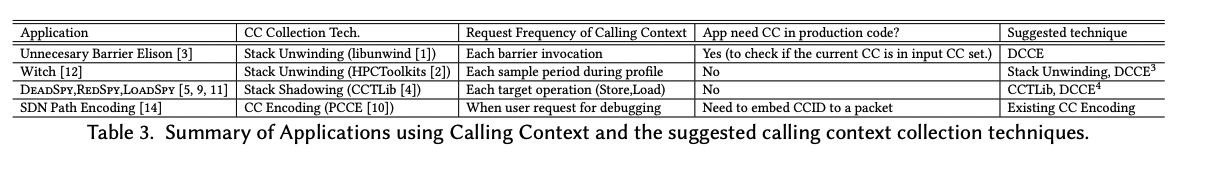 Application CC Collection Tech. Request Frequency of Calling Context App need CC in production code? Suggested technique
Unnecesary Barrier Elison [3] Stack Unwinding (libunwind [1]) Each barrier invocation Yes (to check if the current CC is in input CC set.) DCCE
Witch [12] Stack Unwinding (HPCToolkits [2]) Each sample period during profile No Stack Unwinding, DCCE³
DEADSPY,REDSPY,LOADSPY [5, 9, 11] Stack Shadowing (CCTLib [4]) Each target operation (Store,Load) No CCTLib, DCCE⁴
SDN Path Encoding [14] CC Encoding (PCCE [10]) When user request for debugging Need to embed CCID to a packet Existing CC Encoding
Table 3. Summary of Applications using Calling Context and the suggested calling context collection techniques.